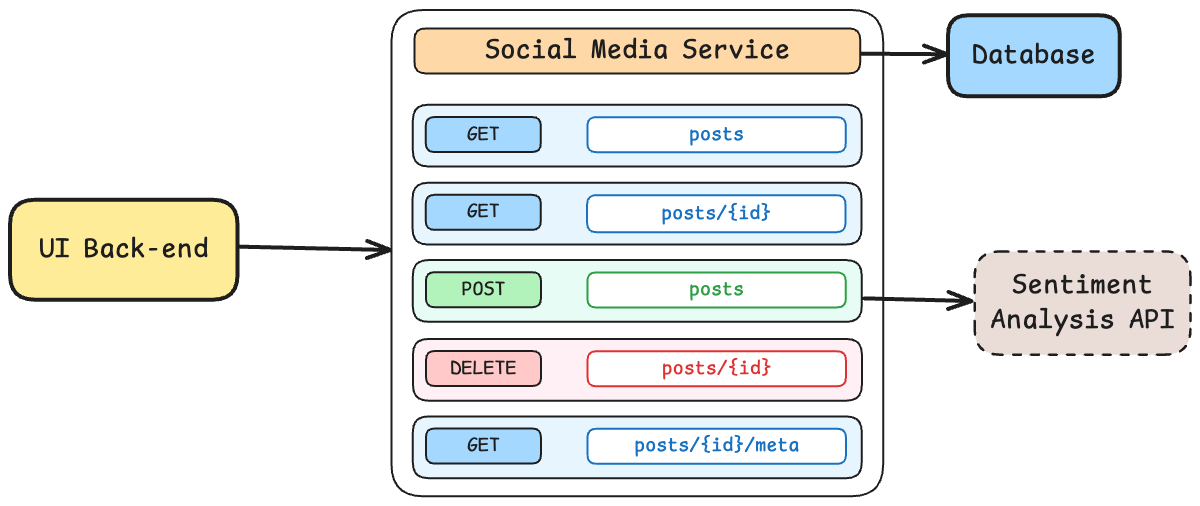 Social Media Service
Database
GET
posts
GET
posts/{id}
UI Back-end
POST
posts
Sentiment
Analysis API
DELETE
posts/{id}
GET
posts/{id}/meta